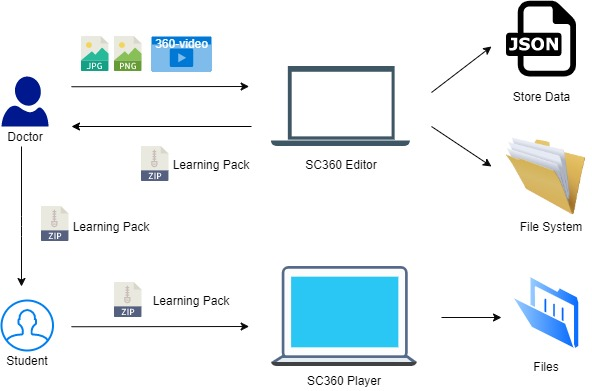 360-video
JPG
PNG
JSON
Store Data
Doctor
ZIP
Learning Pack
SC360 Editor
File System
ZIP
Learning Pack
ZIP
Learning Pack
Student
SC360 Player
Files